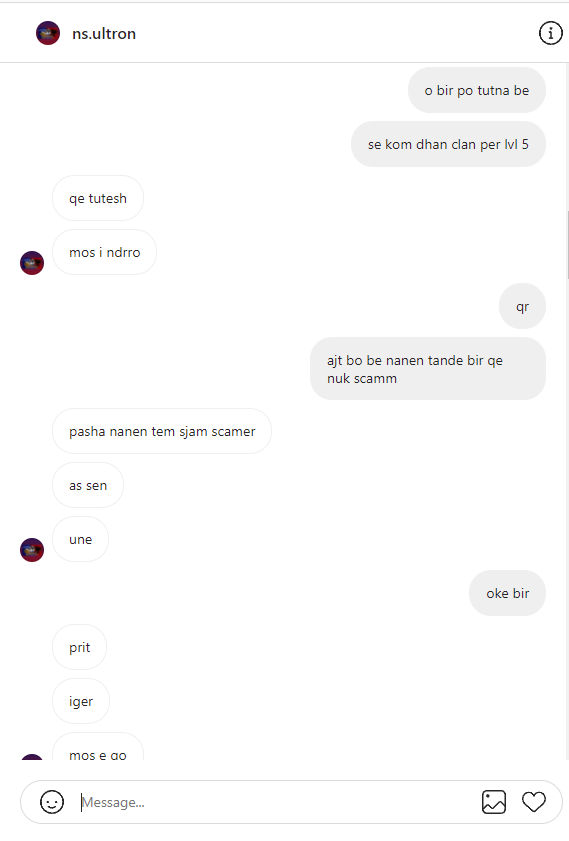 ns.ultron
o bir po tutna be
se kom dhan clan per lvl 5
qe tutesh
mos i ndrro
qr
ajt bo be nanen tande bir qe
nuk scamm
pasha nanen tem sjam scamer
as sen
une
oke bir
prit
iger
mos e go
Message...